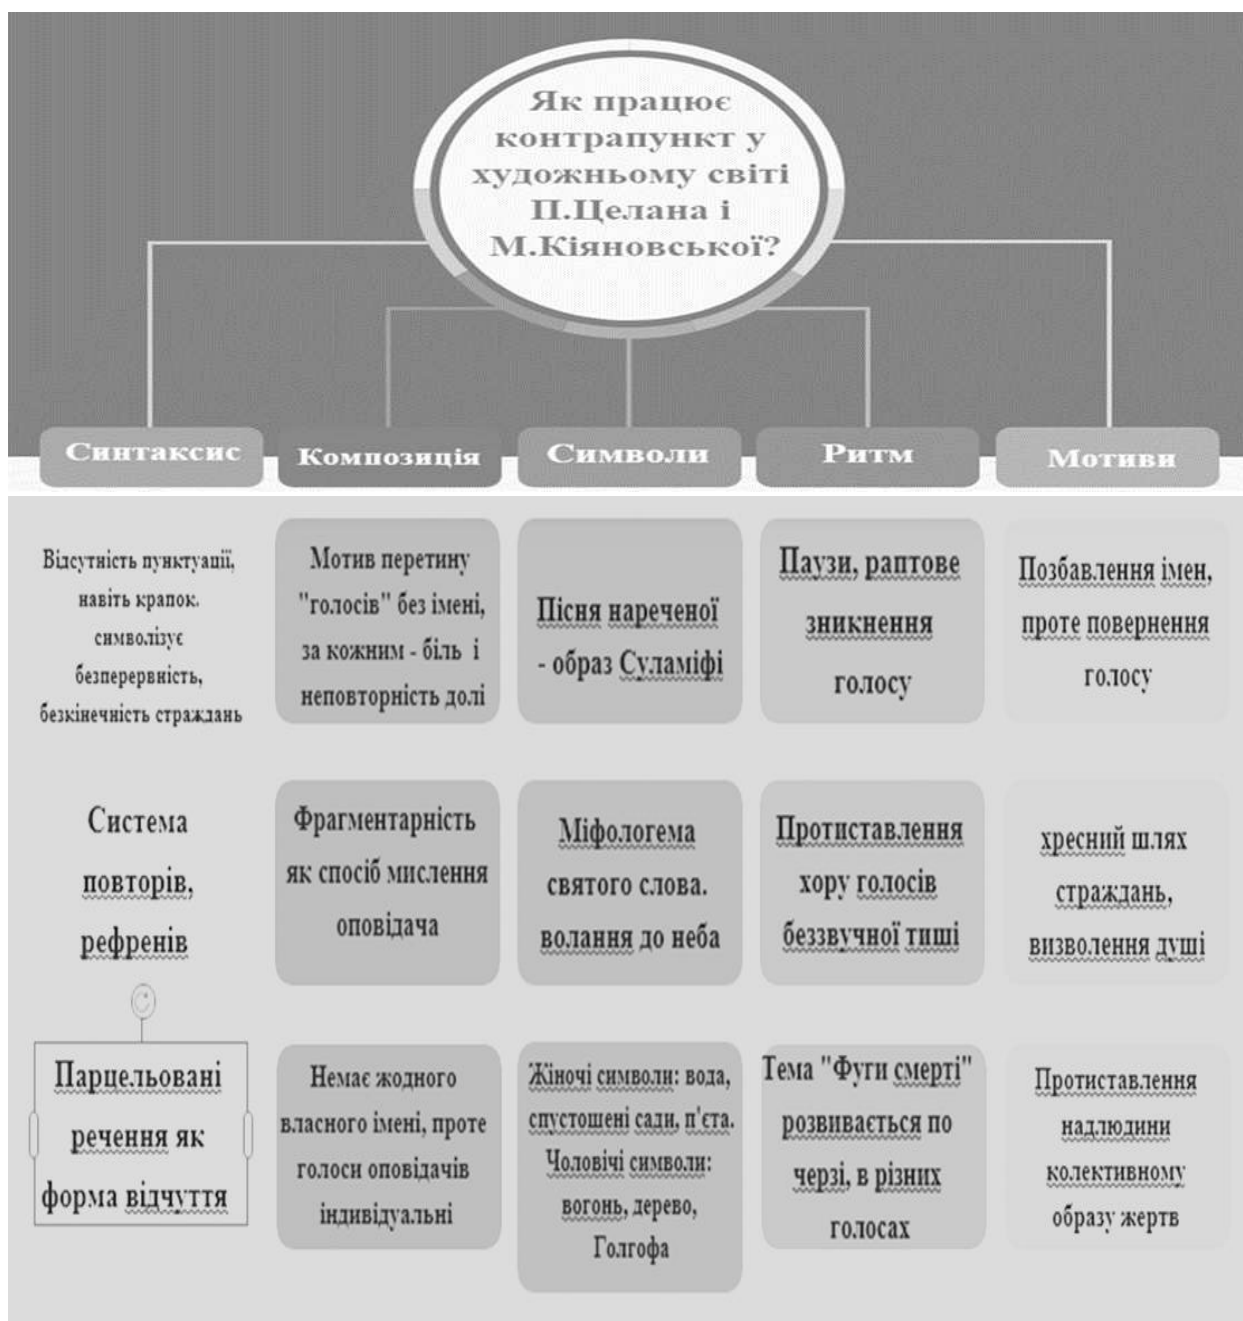 Як працює
контрапункт у
художньому світі
П.Целана і
М.Кіяновської?
Синтаксис
Композиція
Символи
Ритм
Мотиви
Відсутність пунктуації,
навіть крапок.
символізує
безперервність,
безкінечність страждань
Мотив перетину
"голосів" без імені,
за кожним - біль і
неповторність долі
Пісня нареченої
- образ Суламіфі
Паузи, раптове
зникнення
голосу
Позбавлення імен,
проте повернення
голосу
Система
повторів,
рефренів
Фрагментарність
як спосіб мислення
оповідача
Міфологема
святого слова.
волання до неба
Протиставлення
хору голосів
беззвучної тиші
хресний шлях
страждань,
визволення душі
Парцельовані
речення як
форма відчуття
Немає жодного
власного імені, проте
голоси оповідачів
індивідуальні
Жіночі символи: вода,
спустошені сади, п'єта.
Чоловічі символи:
вогонь, дерево,
Голгофа
Тема "Фуги смерті"
розвивається по
черзі, в різних
голосах
Протиставлення
надлюдини
колективному
образу жертв